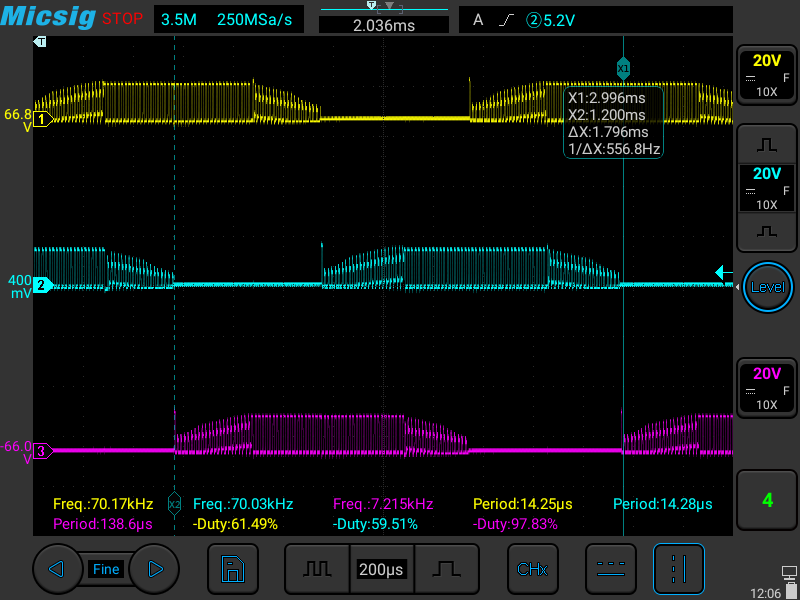 Micsig STOP 3.5M 250MSa/s T 2.036ms A ②5.2V
T
X1
20V
F
10X
X1:2.996ms
X2:1.200ms
ΔX:1.796ms
1/ΔX:556.8Hz
66.8
V
1
20V
F
10X
400
mV
2
Level
20V
F
10X
-66.0
V
3
X2
Freq.:70.17kHz Freq.:70.03kHz Freq.:7.215kHz Period:14.25μs Period:14.28μs
Period:138.6μs -Duty:61.49% -Duty:59.51% -Duty:97.83%
4
Fine 200μs CHx
12:06